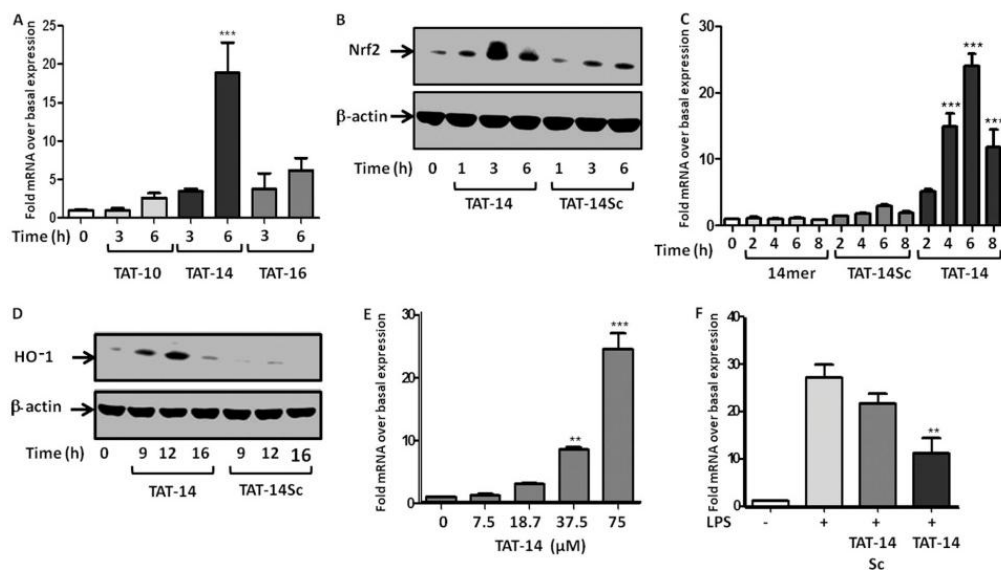 A
Fold mRNA over basal expression
25
20
15
10
5
0
***
Time (h) 0 3 6 3 6 3 6
TAT-10 TAT-14 TAT-16
B
Nrf2
β-actin
Time (h) 0 1 3 6 1 3 6
TAT-14 TAT-14Sc
C
Fold mRNA over basal expression
30
20
10
0
*** *** ***
Time (h) 0 2 4 6 8 2 4 6 8 2 4 6 8
14mer TAT-14Sc TAT-14
D
HO-1
β-actin
Time (h) 0 9 12 16 9 12 16
TAT-14 TAT-14Sc
E
Fold mRNA over basal expression
30
20
10
0
** ***
0 7.5 18.7 37.5 75
TAT-14 (µM)
F
Fold mRNA over basal expression
40
30
20
10
0
**
LPS - + + +
TAT-14 TAT-14
Sc